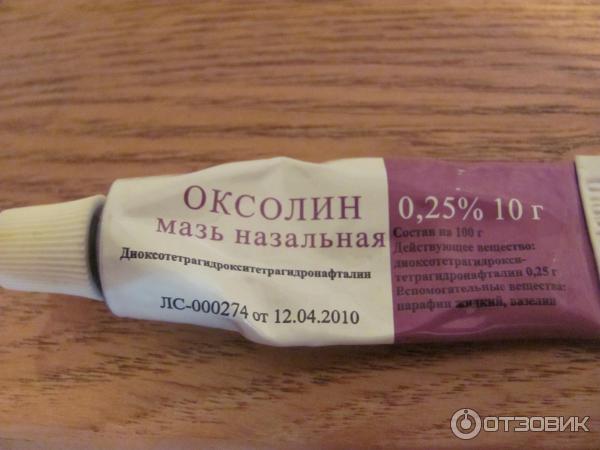 ОКСОЛИН
мазь назальная
Диоксотетрагидрокситетрагидронафталин
ЛС-000274 от 12.04.2010
0,25% 10 г
Состав на 100 г
Действующее вещество:
диоксотетрагидрокси-
тетрагидронафталин 0,25 г
Вспомогательные вещества:
парафин жидкий, вазелин
ОТЗОВИК